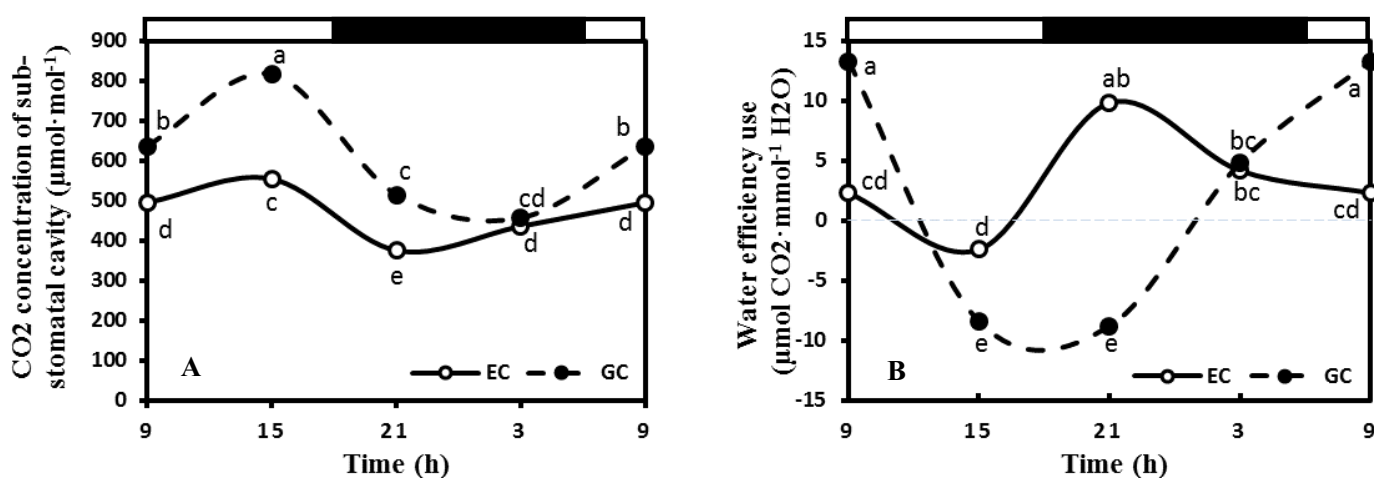 CO2 concentration of sub-
stomatal cavity (µmol·mol⁻¹)
900
800
700
600
500
400
300
200
100
0
b
a
c
cd
b
d
c
e
d
d
A
EC
GC
9
15
21
3
9
Time (h)
Water efficiency use
(µmol CO2·mmol⁻¹ H2O)
15
10
5
0
-5
-10
-15
a
ab
a
bc
cd
bc
cd
d
e
e
B
EC
GC
9
15
21
3
9
Time (h)